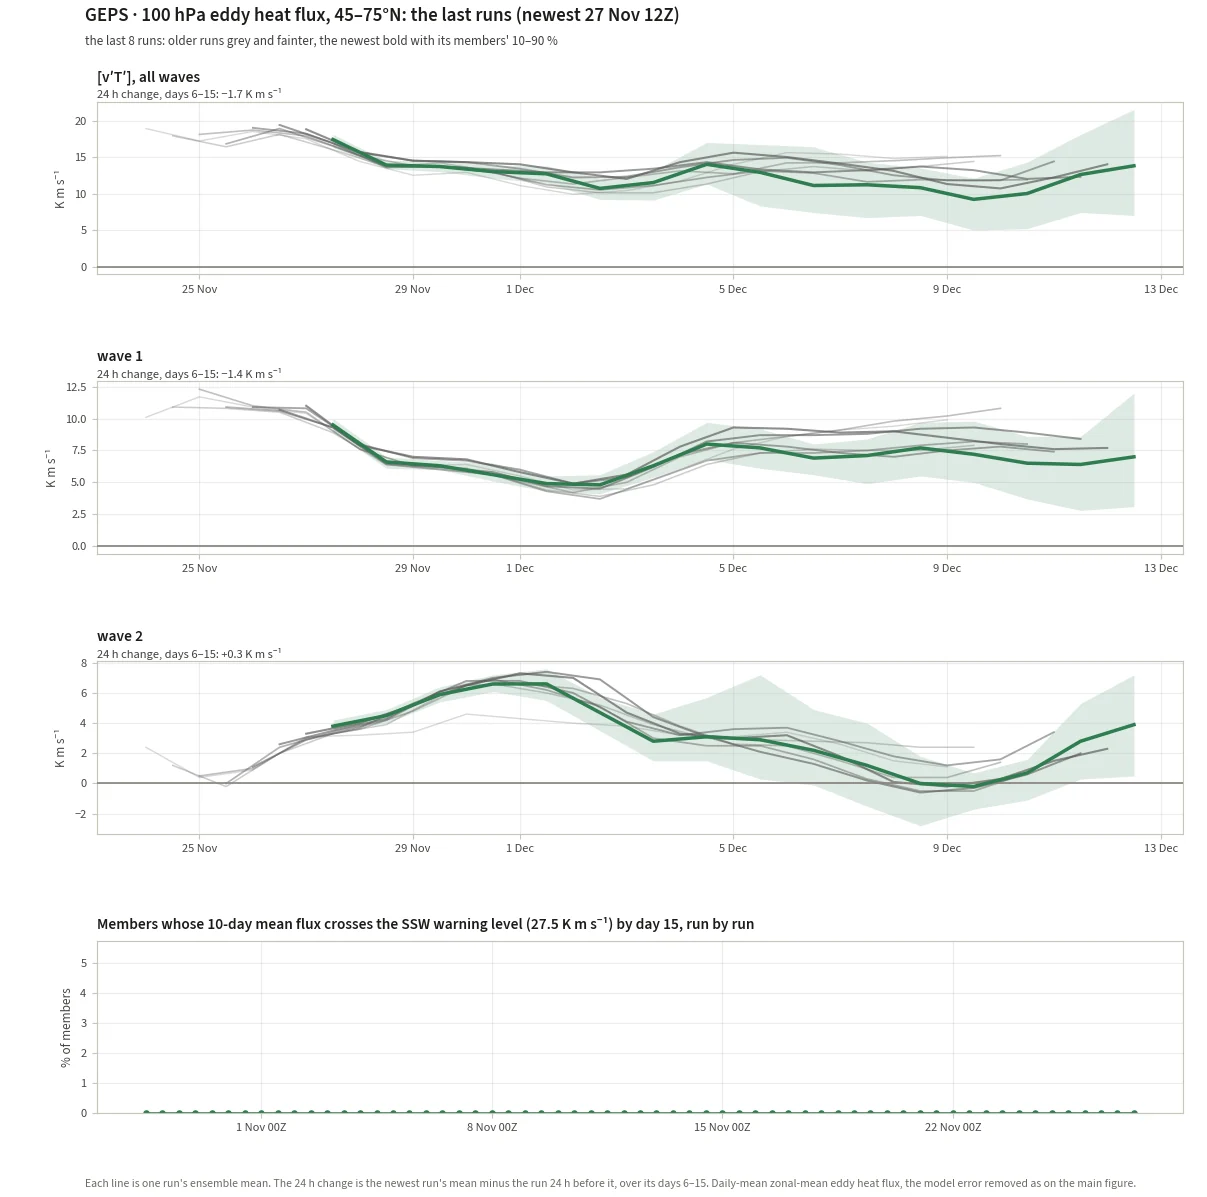 GEPS · 100 hPa eddy heat flux, 45–75°N: the last runs (newest 27 Nov 12Z)
the last 8 runs: older runs grey and fainter, the newest bold with its members' 10–90 %
[v′T′], all waves
24 h change, days 6–15: −1.7 K m s⁻¹
20
15
10
5
0
K m s⁻¹
25 Nov
29 Nov
1 Dec
5 Dec
9 Dec
13 Dec
wave 1
24 h change, days 6–15: −1.4 K m s⁻¹
12.5
10.0
7.5
5.0
2.5
0.0
K m s⁻¹
25 Nov
29 Nov
1 Dec
5 Dec
9 Dec
13 Dec
wave 2
24 h change, days 6–15: +0.3 K m s⁻¹
8
6
4
2
0
−2
K m s⁻¹
25 Nov
29 Nov
1 Dec
5 Dec
9 Dec
13 Dec
Members whose 10-day mean flux crosses the SSW warning level (27.5 K m s⁻¹) by day 15, run by run
5
4
3
2
1
0
% of members
1 Nov 00Z
8 Nov 00Z
15 Nov 00Z
22 Nov 00Z
Each line is one run's ensemble mean. The 24 h change is the newest run's mean minus the run 24 h before it, over its days 6–15. Daily-mean zonal-mean eddy heat flux, the model error removed as on the main figure.